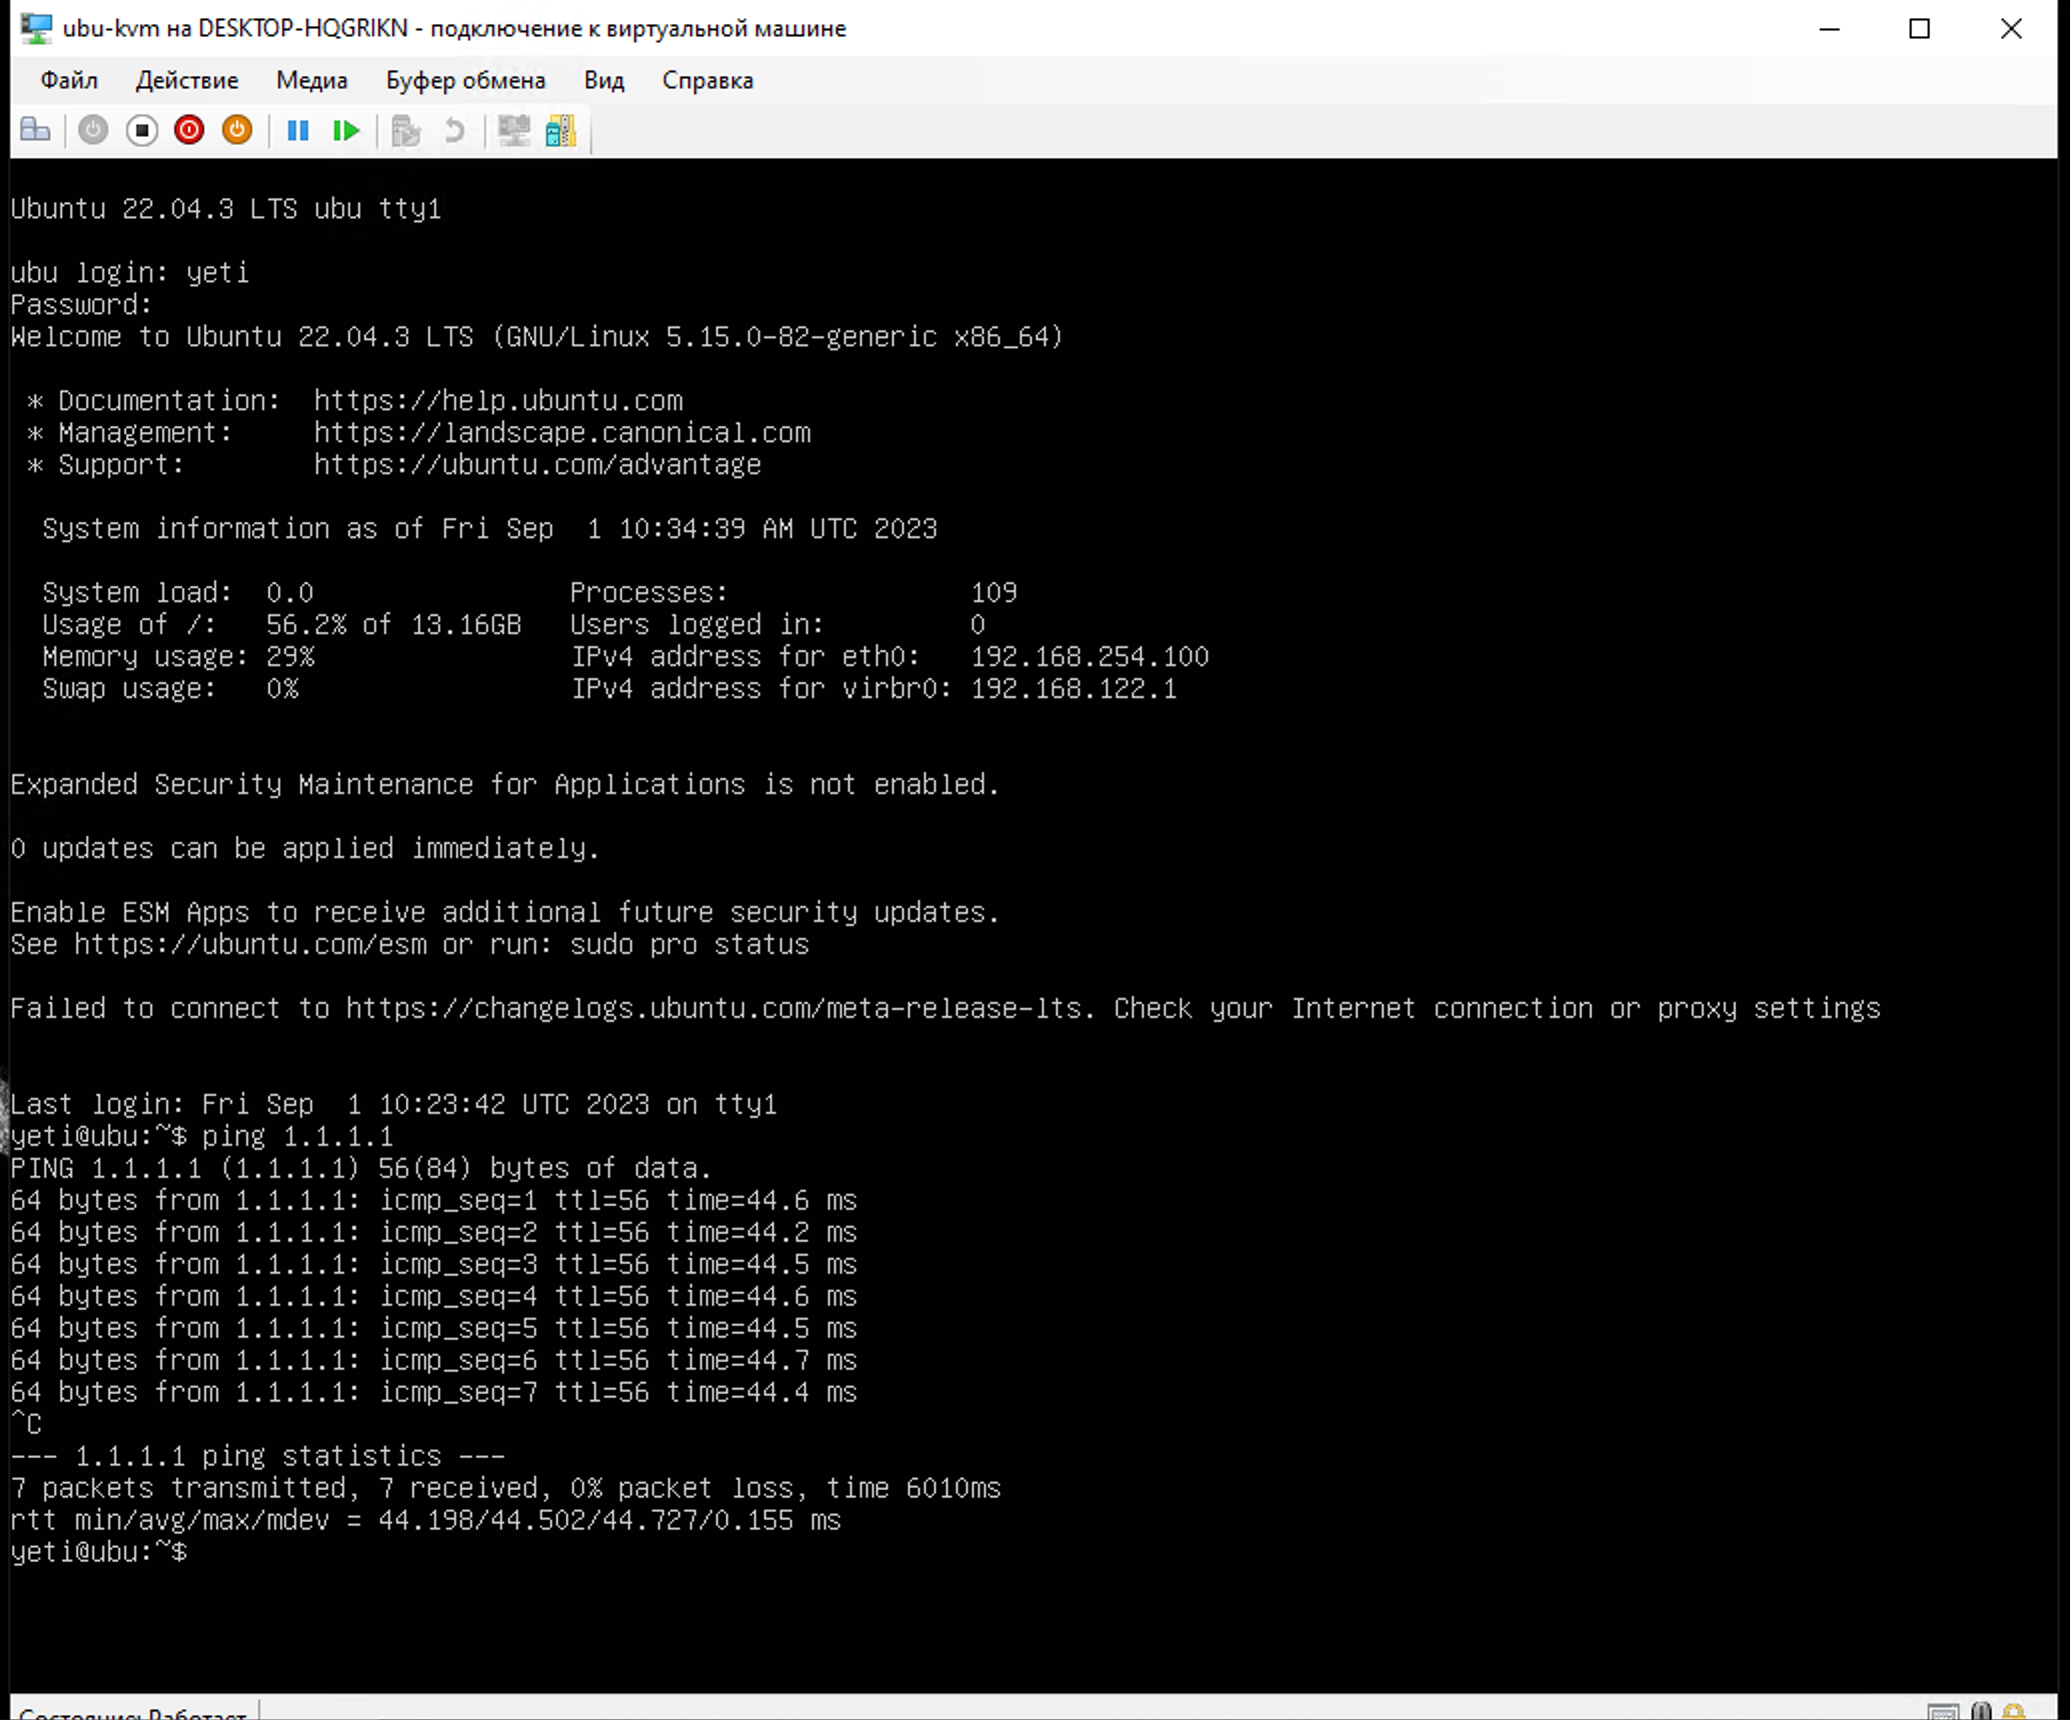 ubu-kvm на DESKTOP-HQGRIKN - подключение к виртуальной машине
Файл Действие Медиа Буфер обмена Вид Справка
Ubuntu 22.04.3 LTS ubu tty1
ubu login: yeti
Password:
Welcome to Ubuntu 22.04.3 LTS (GNU/Linux 5.15.0-82-generic x86_64)
* Documentation: https://help.ubuntu.com
* Management: https://landscape.canonical.com
* Support: https://ubuntu.com/advantage
System information as of Fri Sep 1 10:34:39 AM UTC 2023
System load: 0.0 Processes: 109
Usage of /: 56.2% of 13.16GB Users logged in: 0
Memory usage: 29% IPv4 address for eth0: 192.168.254.100
Swap usage: 0% IPv4 address for virbr0: 192.168.122.1
Expanded Security Maintenance for Applications is not enabled.
0 updates can be applied immediately.
Enable ESM Apps to receive additional future security updates.
See https://ubuntu.com/esm or run: sudo pro status
Failed to connect to https://changelogs.ubuntu.com/meta-release-lts. Check your Internet connection or proxy settings
Last login: Fri Sep 1 10:23:42 UTC 2023 on tty1
yeti@ubu:~$ ping 1.1.1.1
PING 1.1.1.1 (1.1.1.1) 56(84) bytes of data.
64 bytes from 1.1.1.1: icmp_seq=1 ttl=56 time=44.6 ms
64 bytes from 1.1.1.1: icmp_seq=2 ttl=56 time=44.2 ms
64 bytes from 1.1.1.1: icmp_seq=3 ttl=56 time=44.5 ms
64 bytes from 1.1.1.1: icmp_seq=4 ttl=56 time=44.6 ms
64 bytes from 1.1.1.1: icmp_seq=5 ttl=56 time=44.5 ms
64 bytes from 1.1.1.1: icmp_seq=6 ttl=56 time=44.7 ms
64 bytes from 1.1.1.1: icmp_seq=7 ttl=56 time=44.4 ms
^C
--- 1.1.1.1 ping statistics ---
7 packets transmitted, 7 received, 0% packet loss, time 6010ms
rtt min/avg/max/mdev = 44.198/44.502/44.727/0.155 ms
yeti@ubu:~$
Состояние: Работает